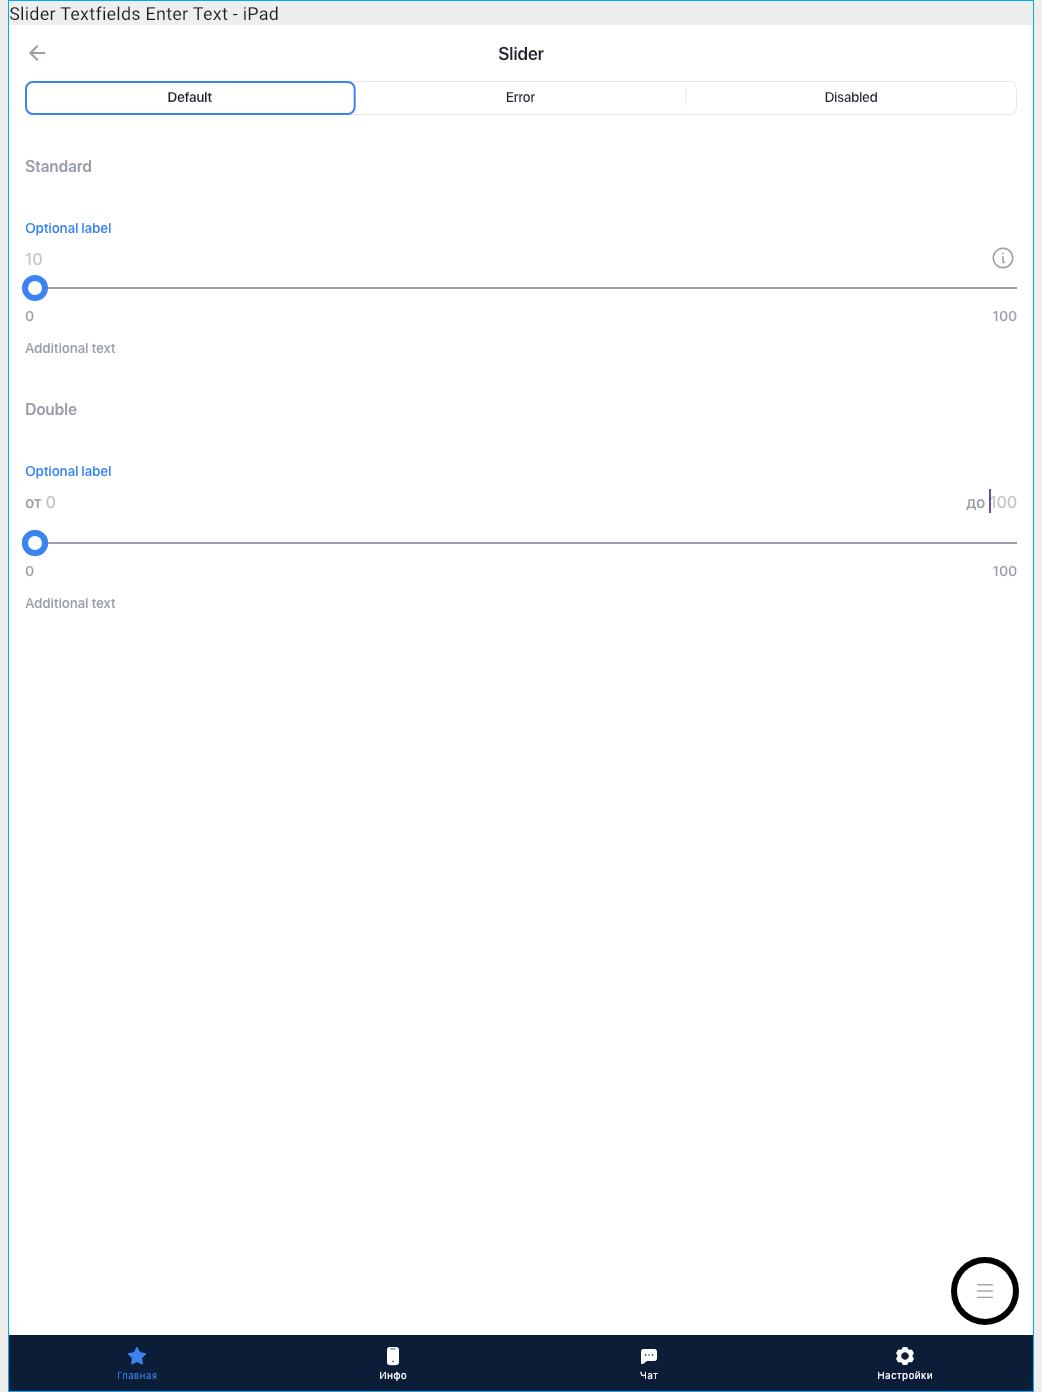 Slider Textfields Enter Text - iPad
Slider
Default Error Disabled
Standard
Optional label
10
0 100
Additional text
Double
Optional label
от 0 до 100
0 100
Additional text
Главная Инфо Чат Настройки